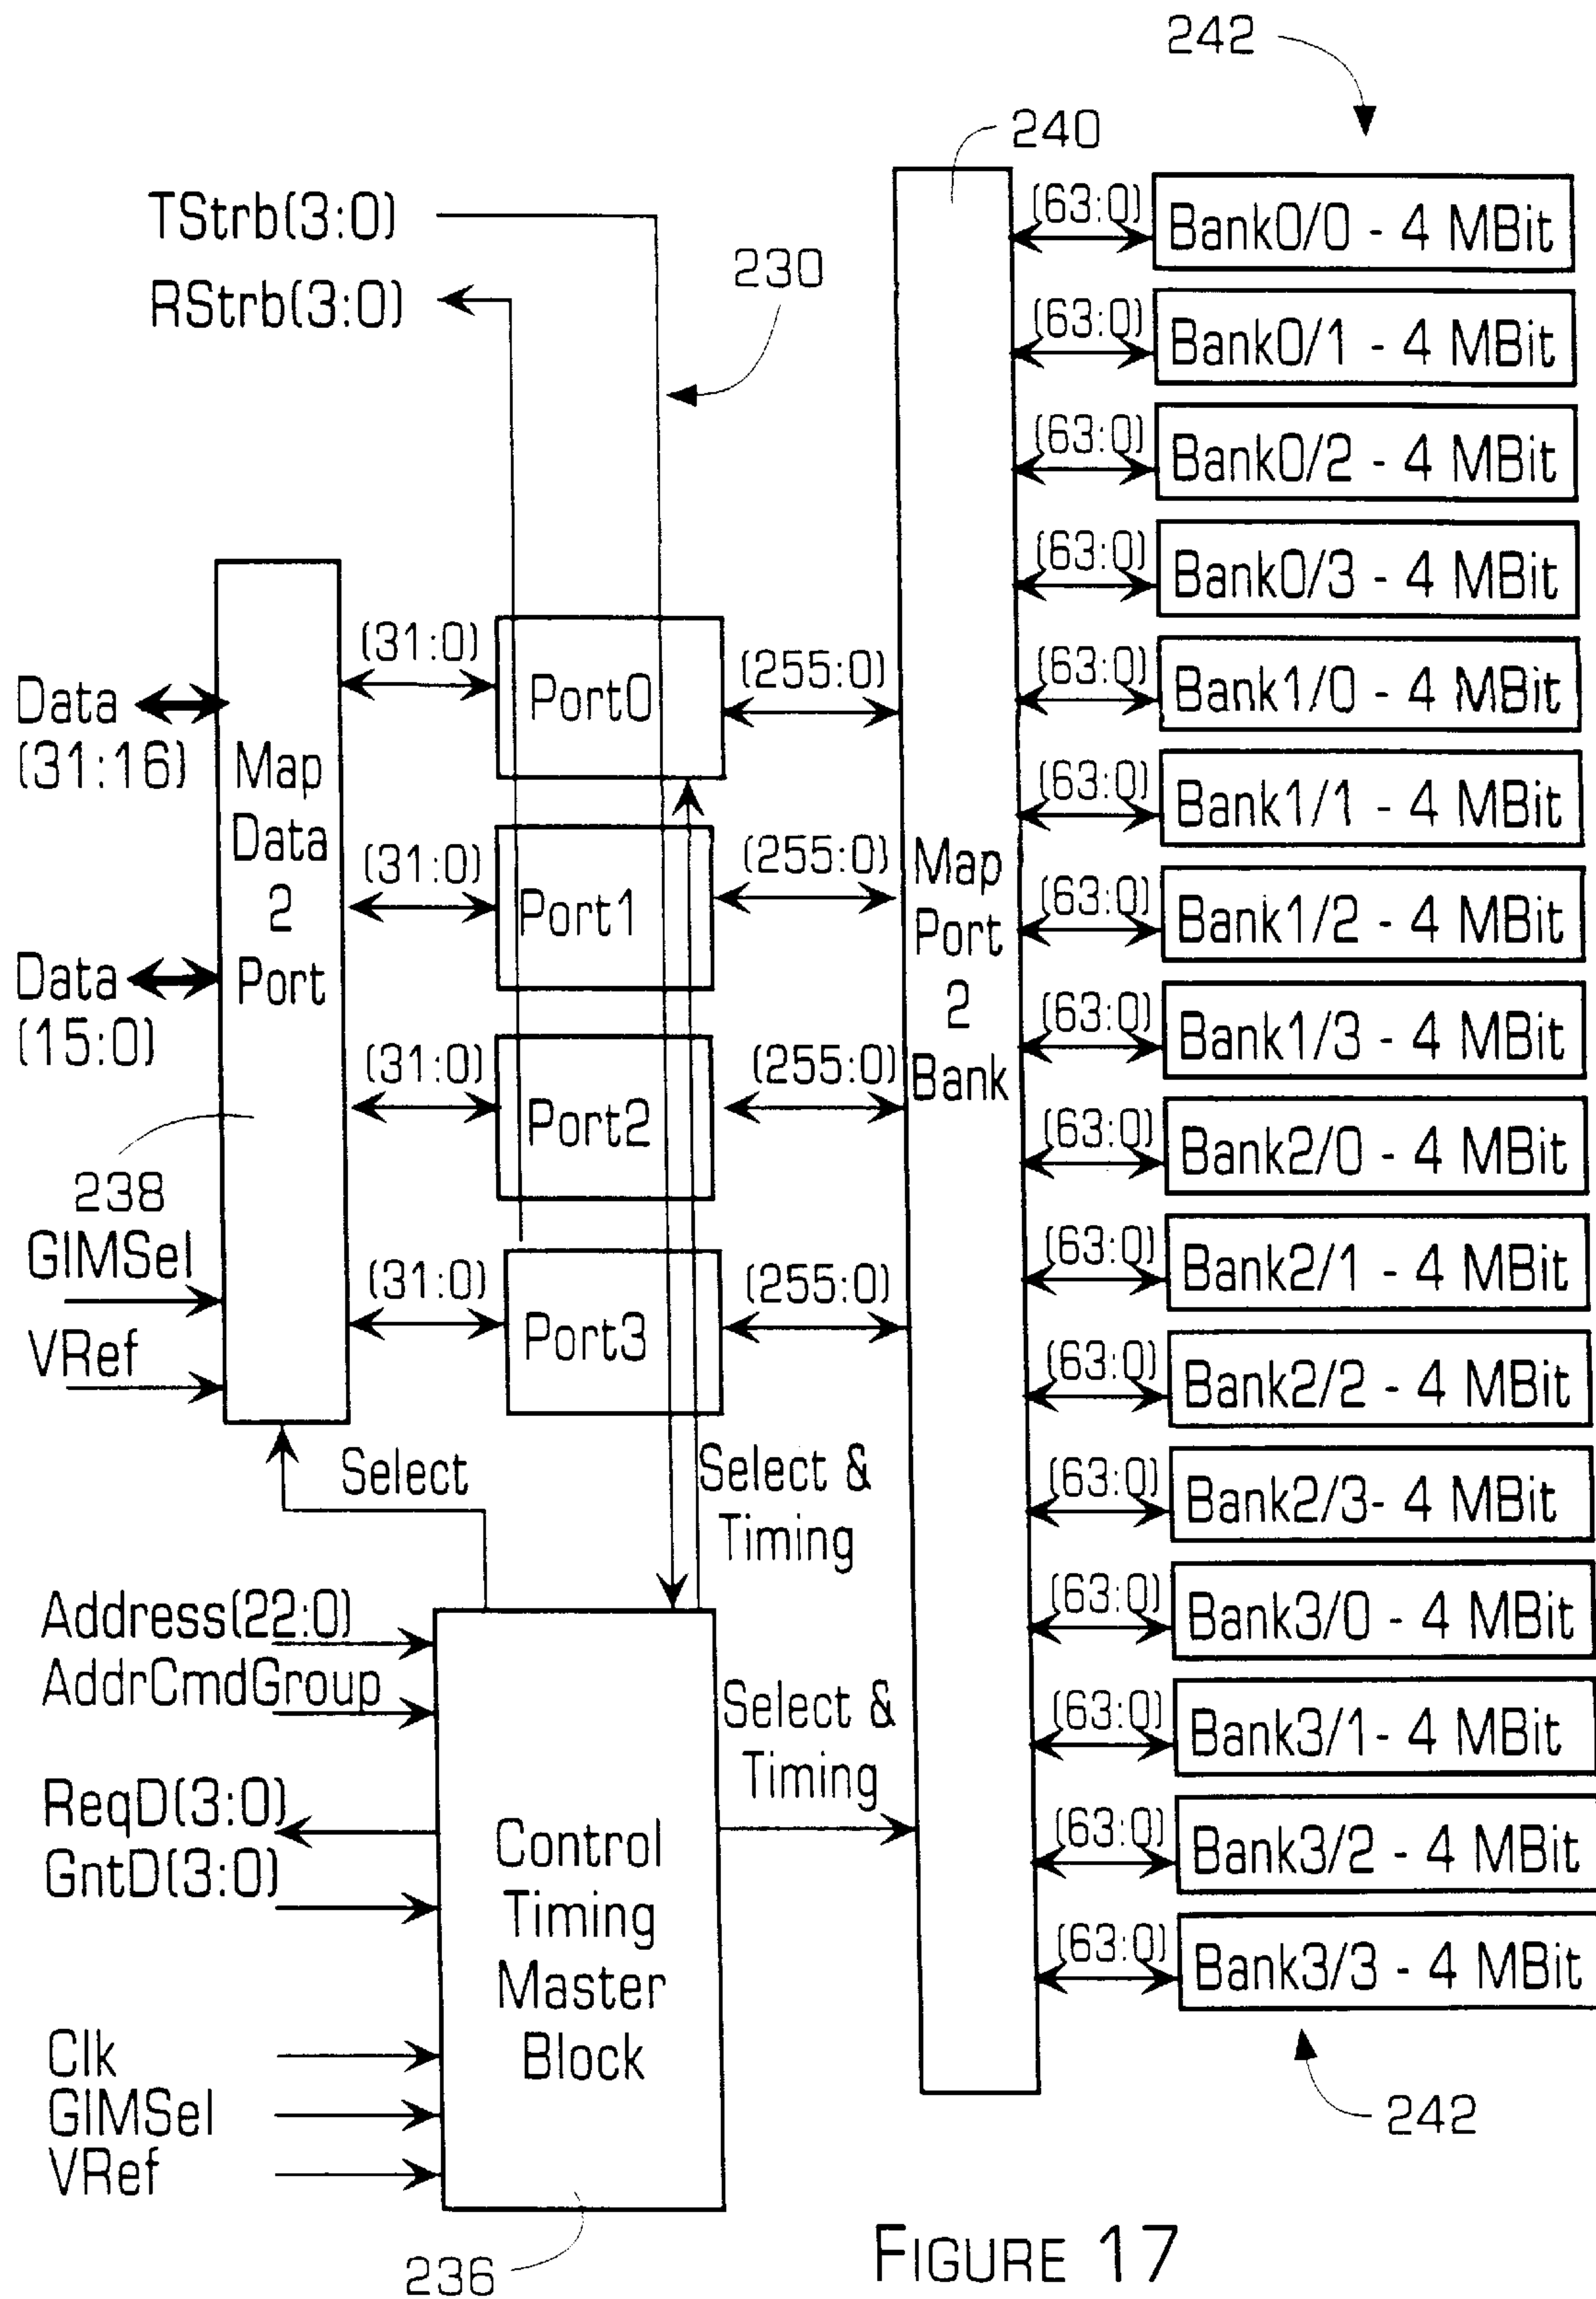 242
240
TStrb(3:0)
RStrb(3:0)
230
(63:0)
Bank0/0 - 4 MBit
(63:0)
Bank0/1 - 4 MBit
(63:0)
Bank0/2 - 4 MBit
(63:0)
Bank0/3 - 4 MBit
(63:0)
Bank1/0 - 4 MBit
(63:0)
Bank1/1 - 4 MBit
(63:0)
Bank1/2 - 4 MBit
(63:0)
Bank1/3 - 4 MBit
(63:0)
Bank2/0 - 4 MBit
(63:0)
Bank2/1 - 4 MBit
(63:0)
Bank2/2 - 4 MBit
(63:0)
Bank2/3- 4 MBit
(63:0)
Bank3/0 - 4 MBit
(63:0)
Bank3/1- 4 MBit
(63:0)
Bank3/2 - 4 MBit
(63:0)
Bank3/3 - 4 MBit
242
Data
(31:16)
Data
(15:0)
Map
Data
2
Port
238
GIMSel
VRef
(31:0)
Port0
(255:0)
(31:0)
Port1
(255:0)
(31:0)
Port2
(255:0)
(31:0)
Port3
(255:0)
Map
Port
2
Bank
Select
Select &
Timing
Address(22:0)
AddrCmdGroup
ReqD(3:0)
GntD(3:0)
Clk
GIMSel
VRef
Control
Timing
Master
Block
Select &
Timing
236
FIGURE 17